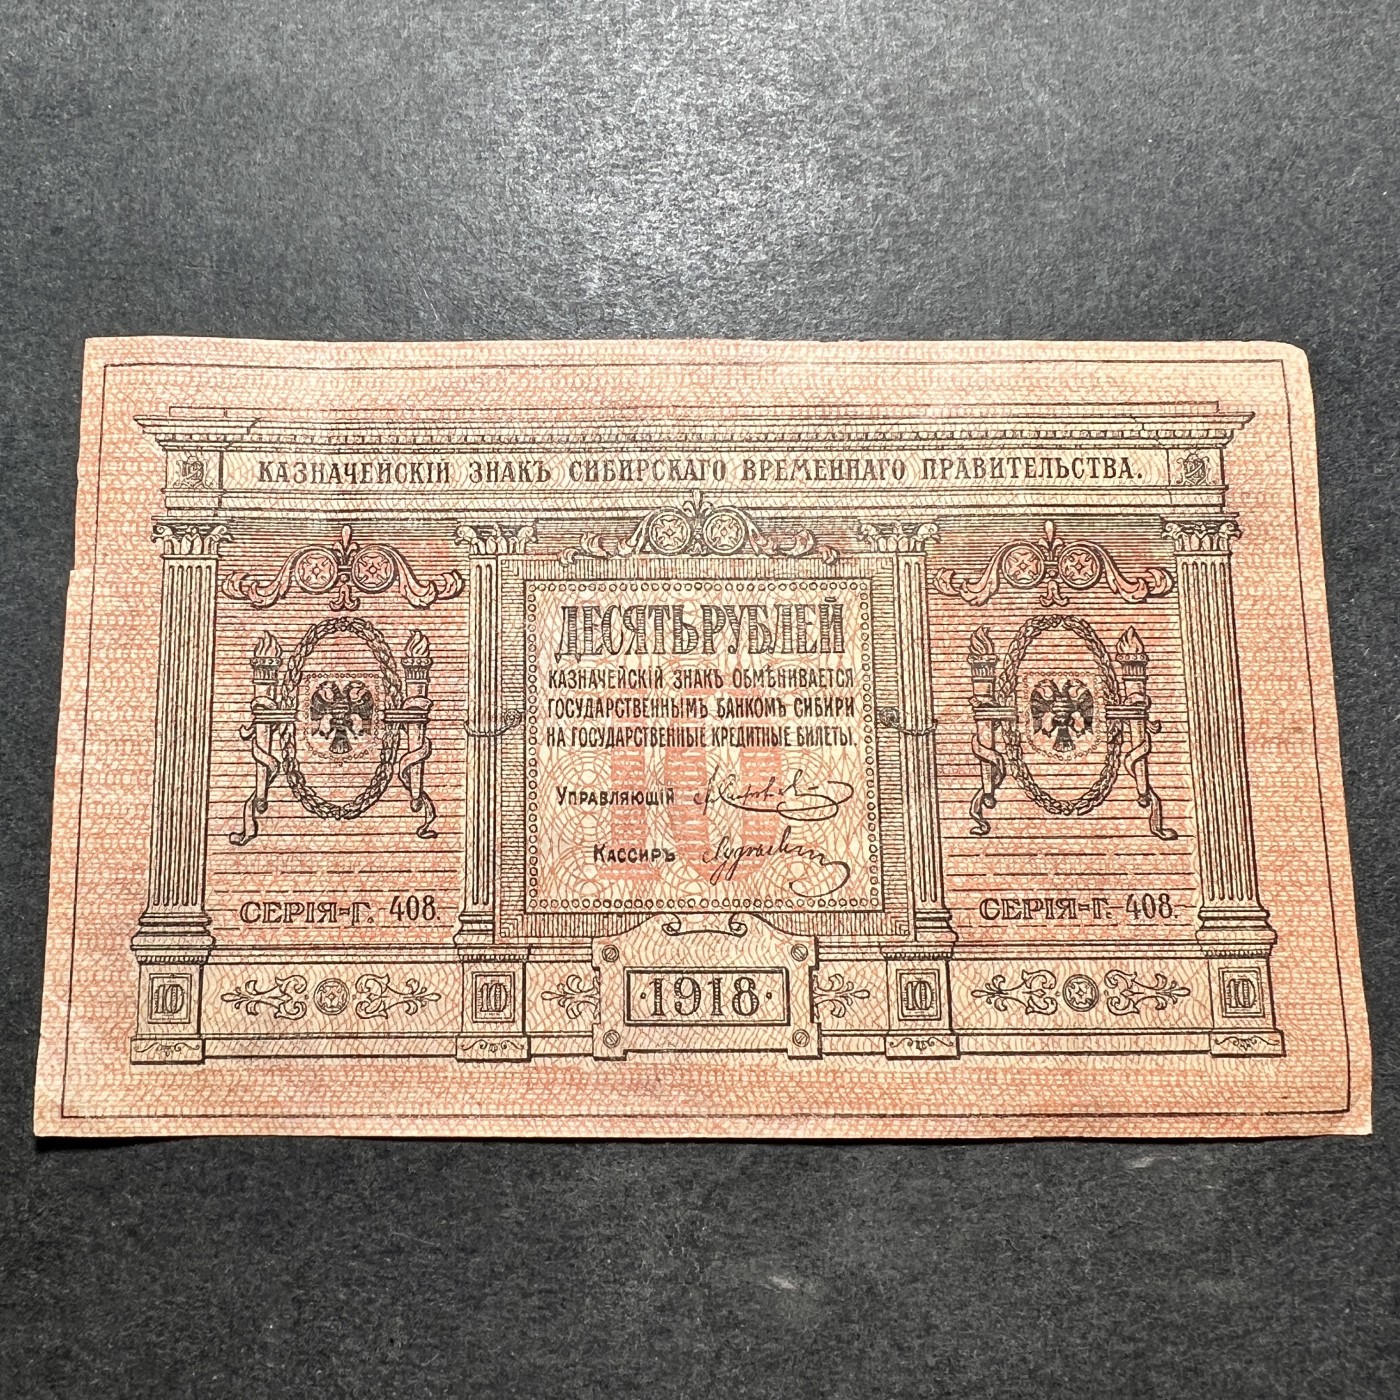 КАЗНАЧЕЙСКІЙ ЗНАКЪ СИБИРСКАГО ВРЕМЕННАГО ПРАВИТЕЛЬСТВА.
ДЕСЯТЬ РУБЛЕЙ
КАЗНАЧЕЙСКІЙ ЗНАКЪ ОБМѢНИВАЕТСЯ
ГОСУДАРСТВЕННЫМЪ БАНКОМЪ СИБИРИ
НА ГОСУДАРСТВЕННЫЕ КРЕДИТНЫЕ БИЛЕТЫ.
10
УПРАВЛЯЮЩІЙ
КАССИРЪ
СЕРІЯ-Г. 408.
СЕРІЯ-Г. 408.
10
10
·1918·
10
10